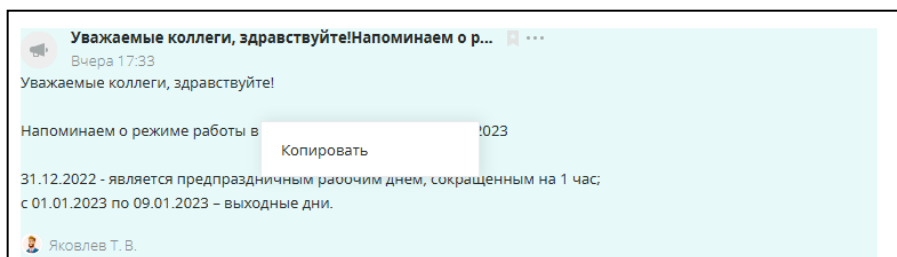 Уважаемые коллеги, здравствуйте!Напоминаем о р...
Вчера 17:33
Уважаемые коллеги, здравствуйте!
Напоминаем о режиме работы в 2023
Копировать
31.12.2022 - является предпраздничным рабочим днем, сокращенным на 1 час;
с 01.01.2023 по 09.01.2023 – выходные дни.
Яковлев Т. В.